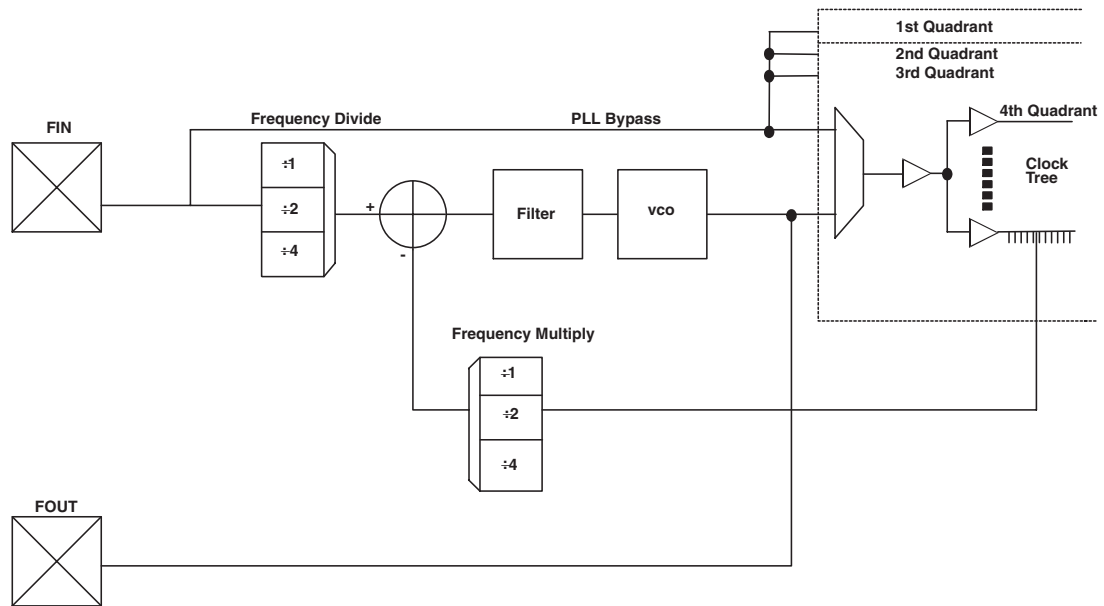 1st Quadrant
2nd Quadrant
3rd Quadrant
4th Quadrant
Frequency Divide
PLL Bypass
FIN
÷1
÷2
÷4
+
-
Filter
vco
Clock
Tree
Frequency Multiply
÷1
÷2
÷4
FOUT